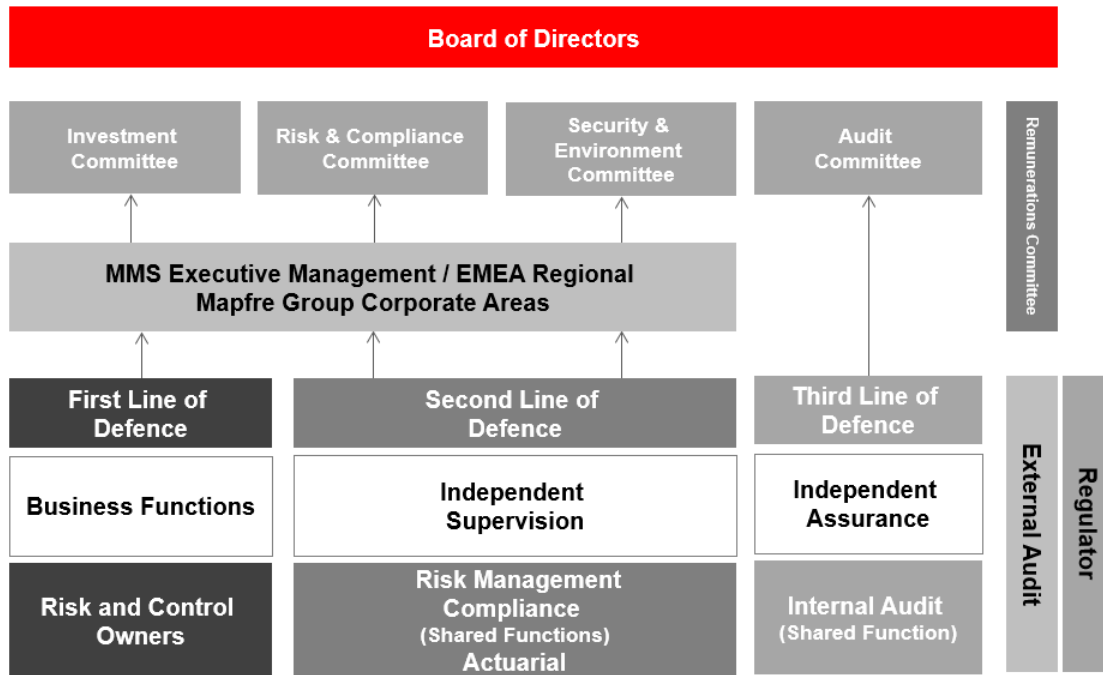 Board of Directors
Investment
Committee
Risk & Compliance
Committee
Security &
Environment
Committee
Audit
Committee
Remunerations Committee
MMS Executive Management / EMEA Regional
Mapfre Group Corporate Areas
First Line of
Defence
Second Line of
Defence
Third Line of
Defence
Business Functions
Independent
Supervision
Independent
Assurance
Risk and Control
Owners
Risk Management
Compliance
(Shared Functions)
Actuarial
Internal Audit
(Shared Function)
External Audit
Regulator